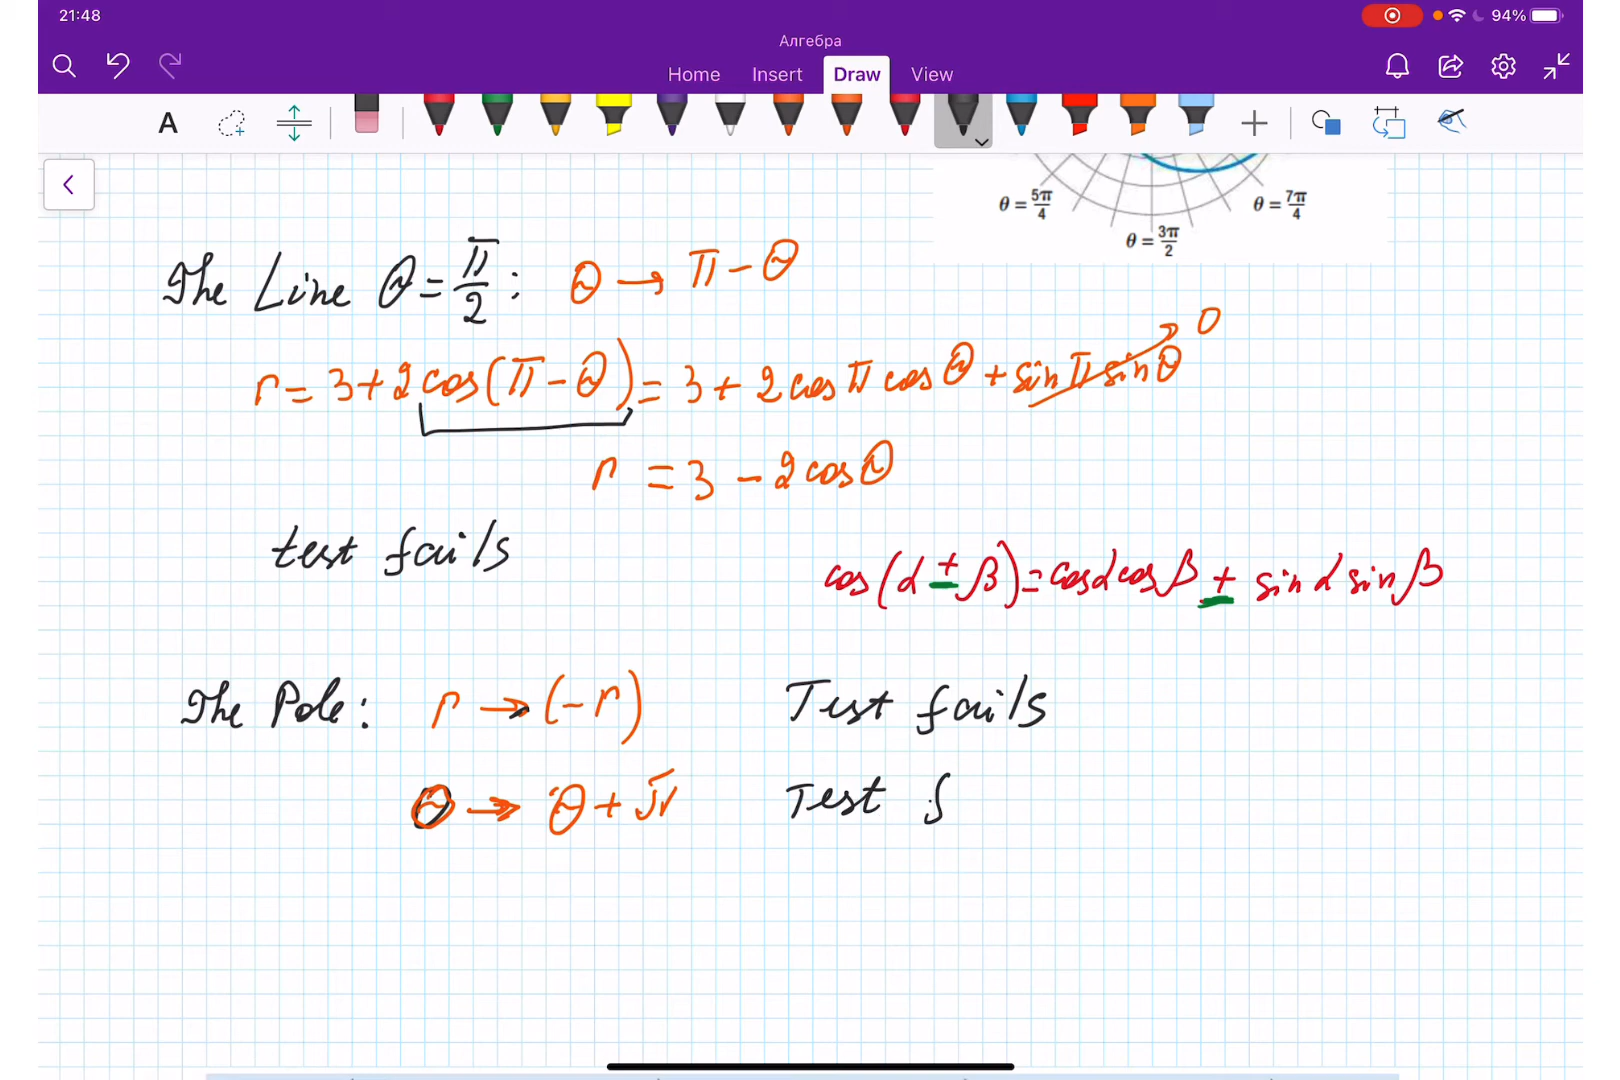 21:48
94%
Алгебра
Home Insert Draw View
A
θ = 5π/4
θ = 7π/4
θ = 3π/2
The Line θ = π/2 : θ → π - θ
r = 3 + 2 cos(π - θ) = 3 + 2 cos π cos θ + sin π sin θ 0
r = 3 - 2 cos θ
test fails
cos(α ± β) = cos α cos β ± sin α sin β
The Pole: r → (-r) Test fails
θ → θ + π Test f